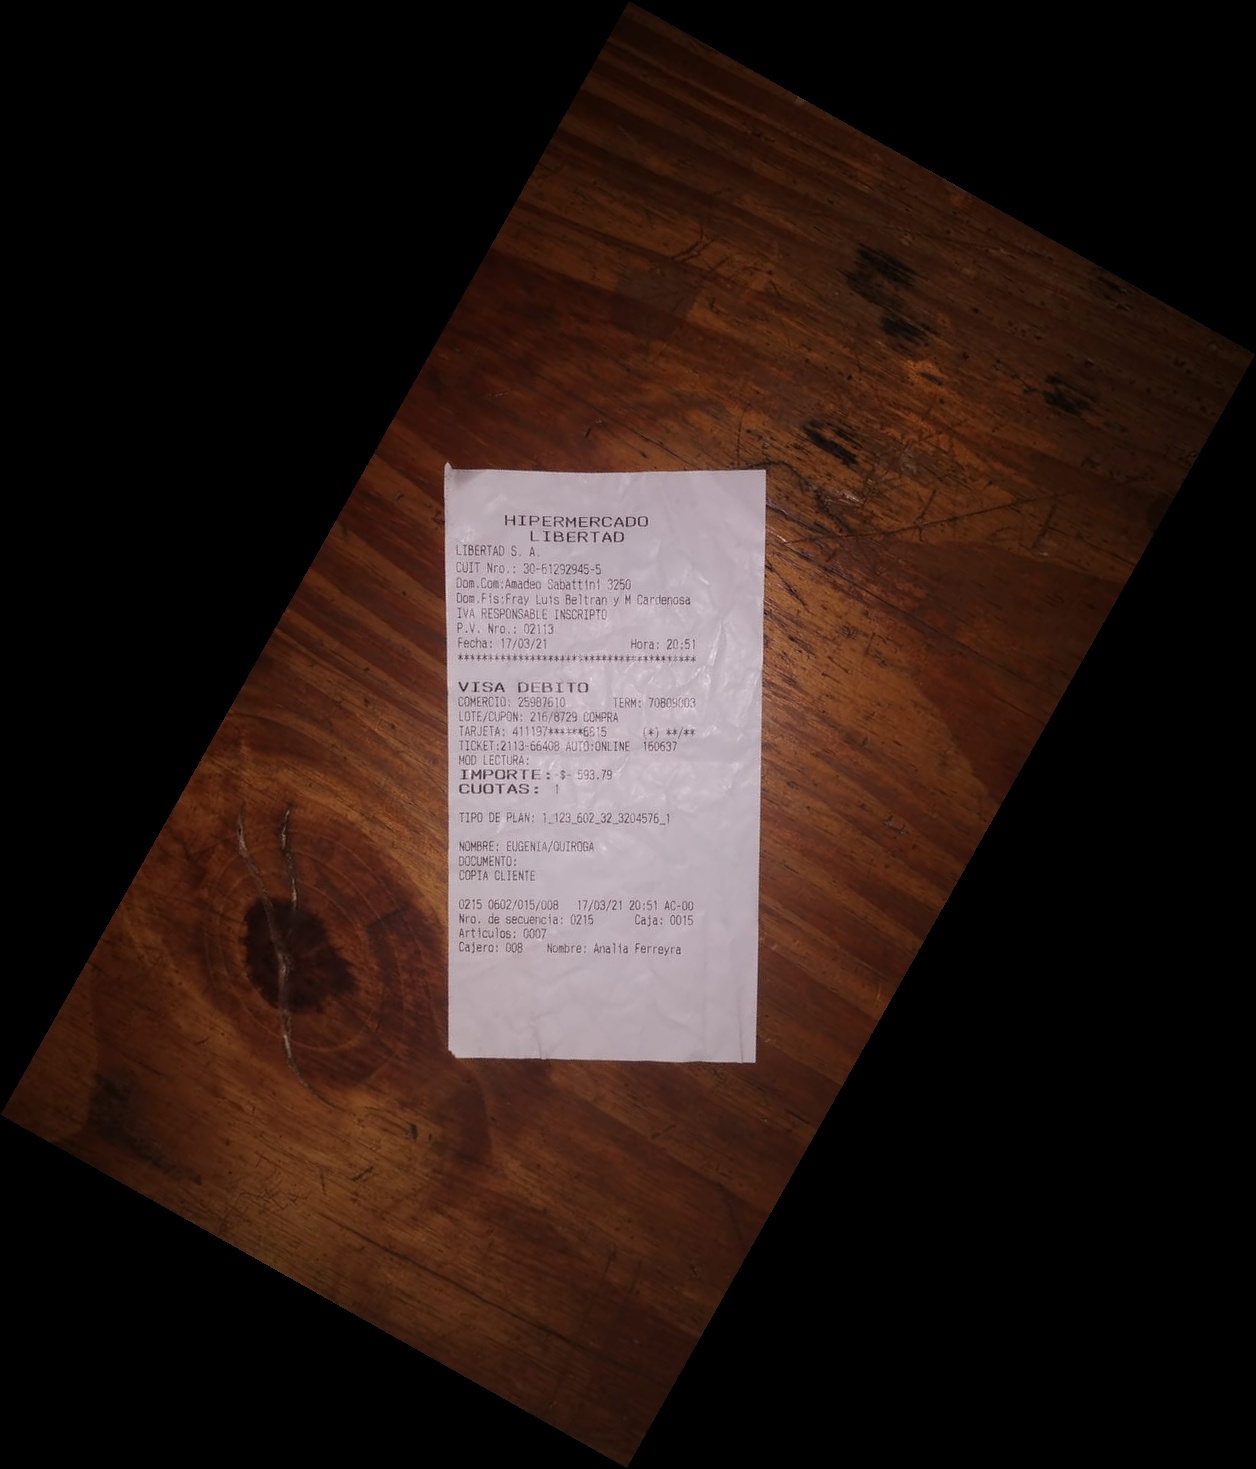 HIPERMERCADO
LIBERTAD
LIBERTAD S. A.
CUIT Nro.: 30-61292945-5
Dom.Com:Amadeo Sabattini 3250
Dom.Fis:Fray Luis Beltran y M Cardenosa
IVA RESPONSABLE INSCRIPTO
P.V. Nro.: 02113
Fecha: 17/03/21 Hora: 20:51
****************************************
VISA DEBITO
COMERCIO: 25987610 TERM: 70809003
LOTE/CUPON: 216/8729 COMPRA
TARJETA: 411197******6815 (*) **/**
TICKET:2113-66408 AUTO:ONLINE 160637
MOD LECTURA:
IMPORTE: $ 593.79
CUOTAS: 1
TIPO DE PLAN: 1_123_602_32_3204576_1
NOMBRE: EUGENIA/QUIROGA
DOCUMENTO:
COPIA CLIENTE
0215 0602/015/008 17/03/21 20:51 AC-00
Nro. de secuencia: 0215 Caja: 0015
Articulos: 0007
Cajero: 008 Nombre: Analia Ferreyra